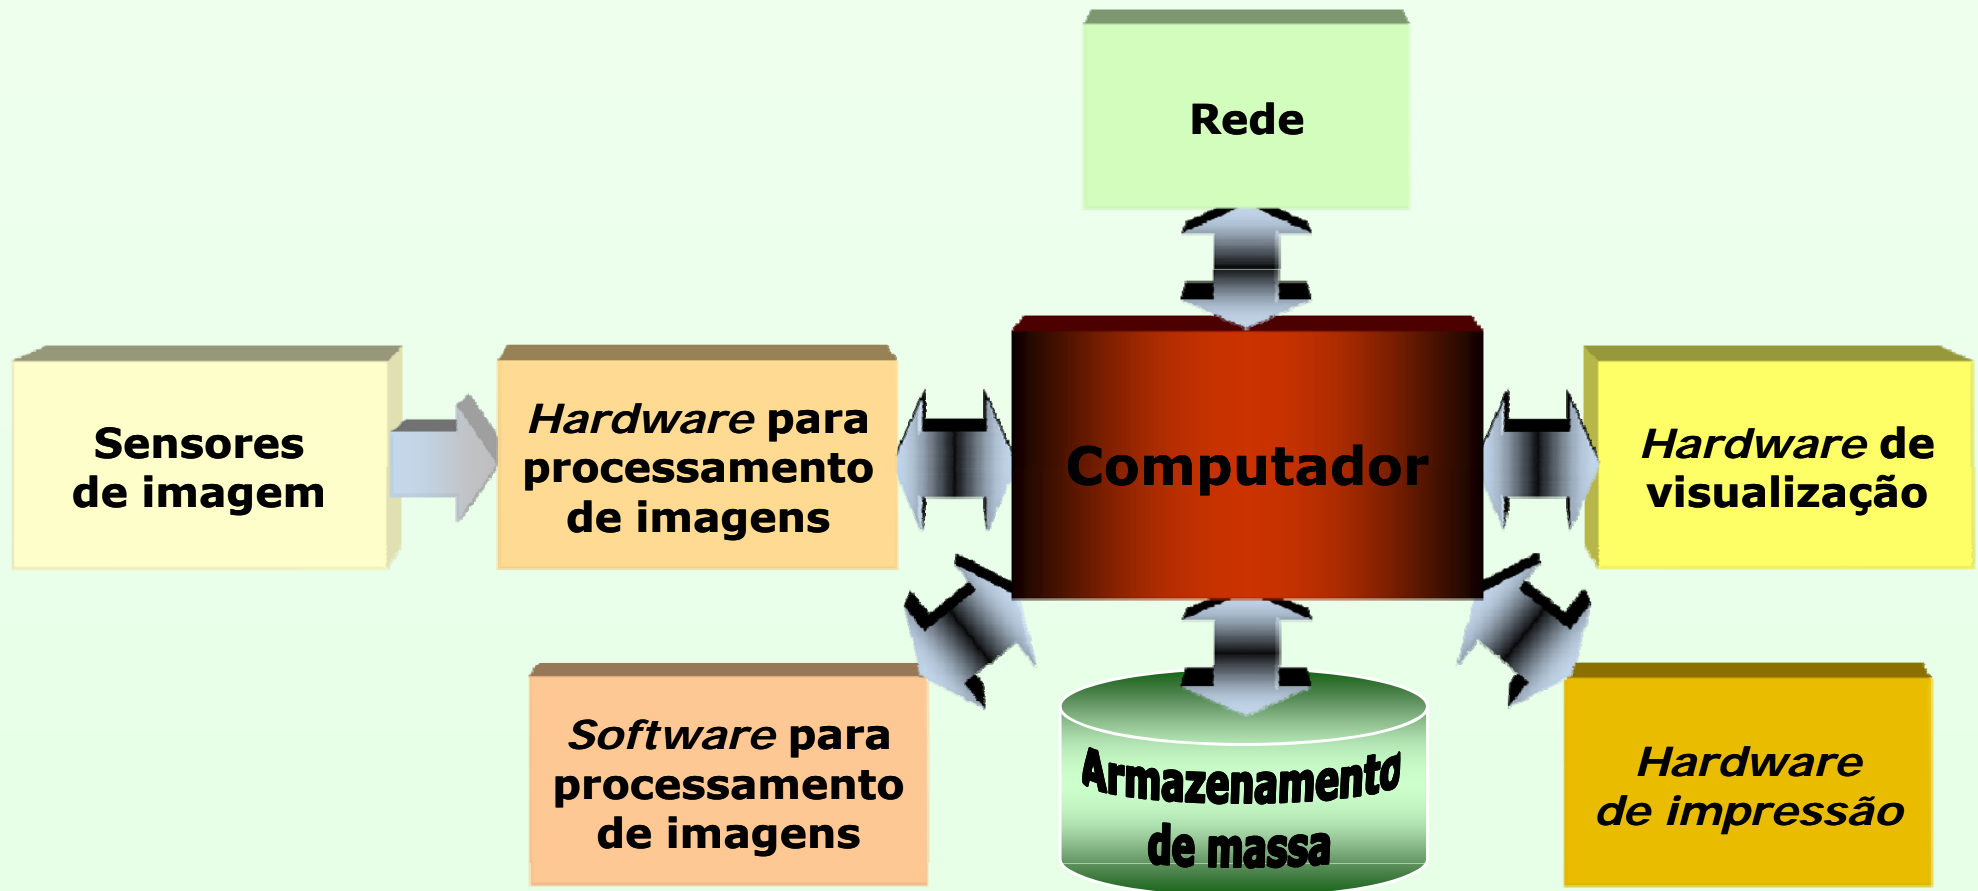 Rede
Sensores
de imagem
Hardware para
processamento
de imagens
Computador
Hardware de
visualização
Software para
processamento
de imagens
Armazenamento
de massa
Hardware
de impressão